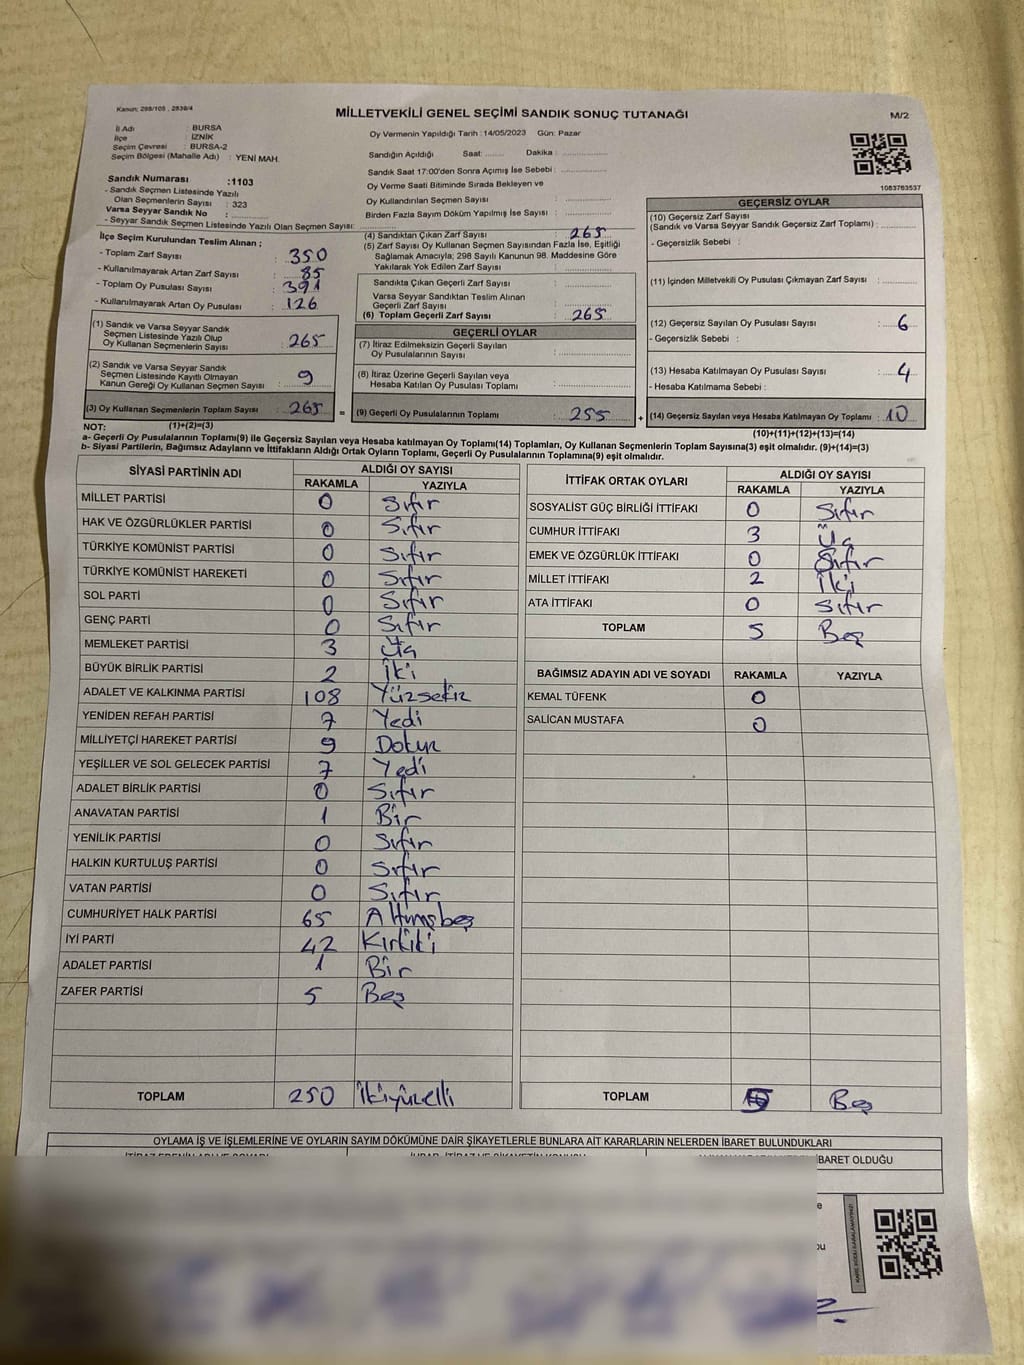 Kanun: 298/105 , 2839/4
MİLLETVEKİLİ GENEL SEÇİMİ SANDIK SONUÇ TUTANAĞI
M/2
İl Adı : BURSA
İlçe : İZNİK
Seçim Çevresi : BURSA-2
Seçim Bölgesi (Mahalle Adı) : YENİ MAH.
Sandık Numarası :1103
- Sandık Seçmen Listesinde Yazılı
Olan Seçmenlerin Sayısı : 323
Varsa Seyyar Sandık No :
- Seyyar Sandık Seçmen Listesinde Yazılı Olan Seçmen Sayısı:
Oy Vermenin Yapıldığı Tarih :14/05/2023 Gün: Pazar
Sandığın Açıldığı Saat: Dakika :
Sandık Saat 17:00'den Sonra Açımış İse Sebebi :
Oy Verme Saati Bitiminde Sırada Bekleyen ve
Oy Kullandırılan Seçmen Sayısı :
Birden Fazla Sayım Döküm Yapılmış İse Sayısı :
1083763537
İlçe Seçim Kurulundan Teslim Alınan ;
- Toplam Zarf Sayısı : 350
- Kullanılmayarak Artan Zarf Sayısı : 85
- Toplam Oy Pusulası Sayısı : 391
- Kullanılmayarak Artan Oy Pusulası : 126
(1) Sandık ve Varsa Seyyar Sandık
Seçmen Listesinde Yazılı Olup
Oy Kullanan Seçmenlerin Sayısı : 265
(2) Sandık ve Varsa Seyyar Sandık
Seçmen Listesinde Kayıtlı Olmayan
Kanun Gereği Oy Kullanan Seçmen Sayısı : 9
(3) Oy Kullanan Seçmenlerin Toplam Sayısı : 265 =
(4) Sandıktan Çıkan Zarf Sayısı : 265
(5) Zarf Sayısı Oy Kullanan Seçmen Sayısından Fazla İse, Eşitliği
Sağlamak Amacıyla; 298 Sayılı Kanunun 98. Maddesine Göre
Yakılarak Yok Edilen Zarf Sayısı :
Sandıkta Çıkan Geçerli Zarf Sayısı :
Varsa Seyyar Sandıktan Teslim Alınan
Geçerli Zarf Sayısı :
(6) Toplam Geçerli Zarf Sayısı : 265
GEÇERLİ OYLAR
(7) İtiraz Edilmeksizin Geçerli Sayılan
Oy Pusulalarının Sayısı :
(8) İtiraz Üzerine Geçerli Sayılan veya
Hesaba Katılan Oy Pusulası Toplamı :
(9) Geçerli Oy Pusulalarının Toplamı : 255 +
GEÇERSİZ OYLAR
(10) Geçersiz Zarf Sayısı
(Sandık ve Varsa Seyyar Sandık Geçersiz Zarf Toplamı) :
- Geçersizlik Sebebi :
(11) İçinden Milletvekili Oy Pusulası Çıkmayan Zarf Sayısı :
(12) Geçersiz Sayılan Oy Pusulası Sayısı : 6
- Geçersizlik Sebebi :
(13) Hesaba Katılmayan Oy Pusulası Sayısı : 4
- Hesaba Katılmama Sebebi :
(14) Geçersiz Sayılan veya Hesaba Katılmayan Oy Toplamı : 10
NOT: (1)+(2)=(3)
(10)+(11)+(12)+(13)=(14)
a- Geçerli Oy Pusulalarının Toplamı(9) ile Geçersiz Sayılan veya Hesaba katılmayan Oy Toplamı(14) Toplamları, Oy Kullanan Seçmenlerin Toplam Sayısına(3) eşit olmalıdır. (9)+(14)=(3)
b- Siyasi Partilerin, Bağımsız Adayların ve İttifakların Aldığı Ortak Oyların Toplamı, Geçerli Oy Pusulalarının Toplamına(9) eşit olmalıdır.
SİYASİ PARTİNİN ADI ALDIĞI OY SAYISI
RAKAMLA YAZIYLA
MİLLET PARTİSİ 0 Sıfır
HAK VE ÖZGÜRLÜKLER PARTİSİ 0 Sıfır
TÜRKİYE KOMÜNİST PARTİSİ 0 Sıfır
TÜRKİYE KOMÜNİST HAREKETİ 0 Sıfır
SOL PARTİ 0 Sıfır
GENÇ PARTİ 0 Sıfır
MEMLEKET PARTİSİ 3 Üç
BÜYÜK BİRLİK PARTİSİ 2 İki
ADALET VE KALKINMA PARTİSİ 108 Yüzsekiz
YENİDEN REFAH PARTİSİ 7 Yedi
MİLLİYETÇİ HAREKET PARTİSİ 9 Dokuz
YEŞİLLER VE SOL GELECEK PARTİSİ 7 Yedi
ADALET BİRLİK PARTİSİ 0 Sıfır
ANAVATAN PARTİSİ 1 Bir
YENİLİK PARTİSİ 0 Sıfır
HALKIN KURTULUŞ PARTİSİ 0 Sıfır
VATAN PARTİSİ 0 Sıfır
CUMHURİYET HALK PARTİSİ 65 Altmışbeş
İYİ PARTİ 42 Kırkiki
ADALET PARTİSİ 1 Bir
ZAFER PARTİSİ 5 Beş
TOPLAM 250 İkiyüzelli
İTTİFAK ORTAK OYLARI ALDIĞI OY SAYISI
RAKAMLA YAZIYLA
SOSYALİST GÜÇ BİRLİĞİ İTTİFAKI 0 Sıfır
CUMHUR İTTİFAKI 3 Üç
EMEK VE ÖZGÜRLÜK İTTİFAKI 0 Sıfır
MİLLET İTTİFAKI 2 İki
ATA İTTİFAKI 0 Sıfır
TOPLAM 5 Beş
BAĞIMSIZ ADAYIN ADI VE SOYADI RAKAMLA YAZIYLA
KEMAL TÜFENK 0
SALİCAN MUSTAFA 0
TOPLAM 5 Beş
OYLAMA İŞ VE İŞLEMLERİNE VE OYLARIN SAYIM DÖKÜMÜNE DAİR ŞİKAYETLERLE BUNLARA AİT KARARLARIN NELERDEN İBARET BULUNDUKLARI
İBARET OLDUĞU